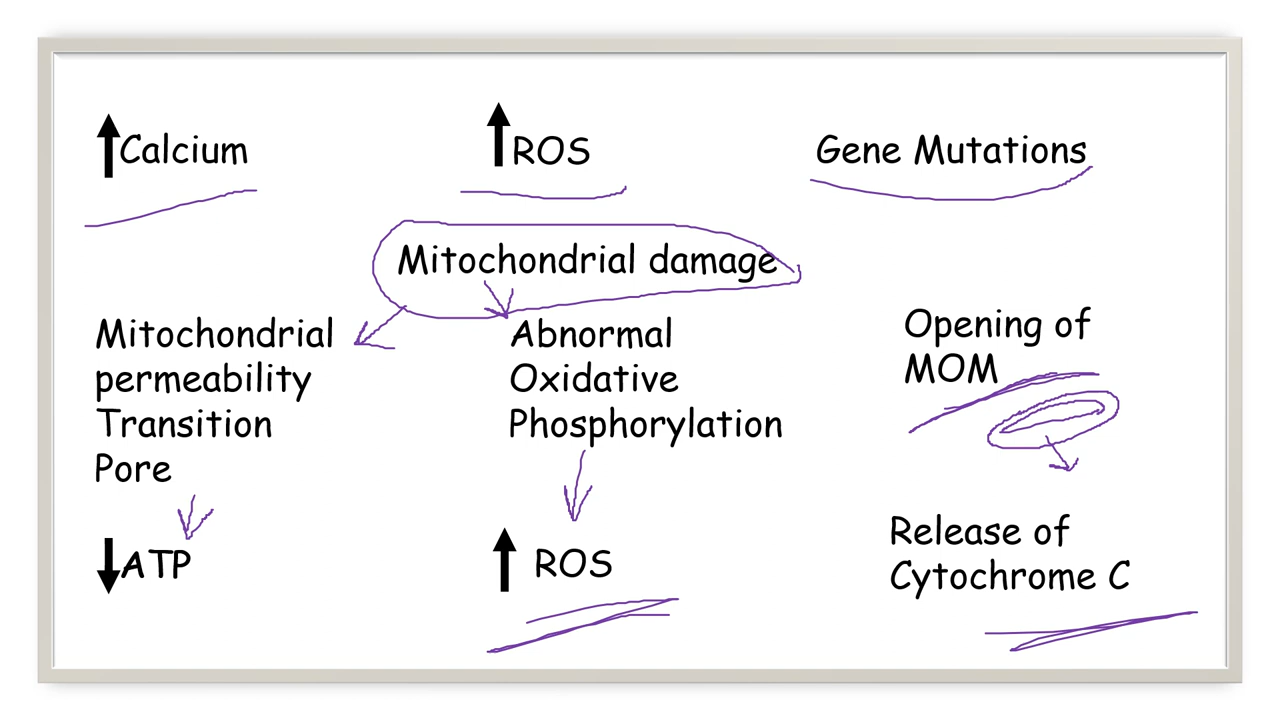 Calcium
ROS
Gene Mutations
Mitochondrial damage
Mitochondrial
permeability
Transition
Pore
Abnormal
Oxidative
Phosphorylation
Opening of
MOM
ATP
ROS
Release of
Cytochrome C